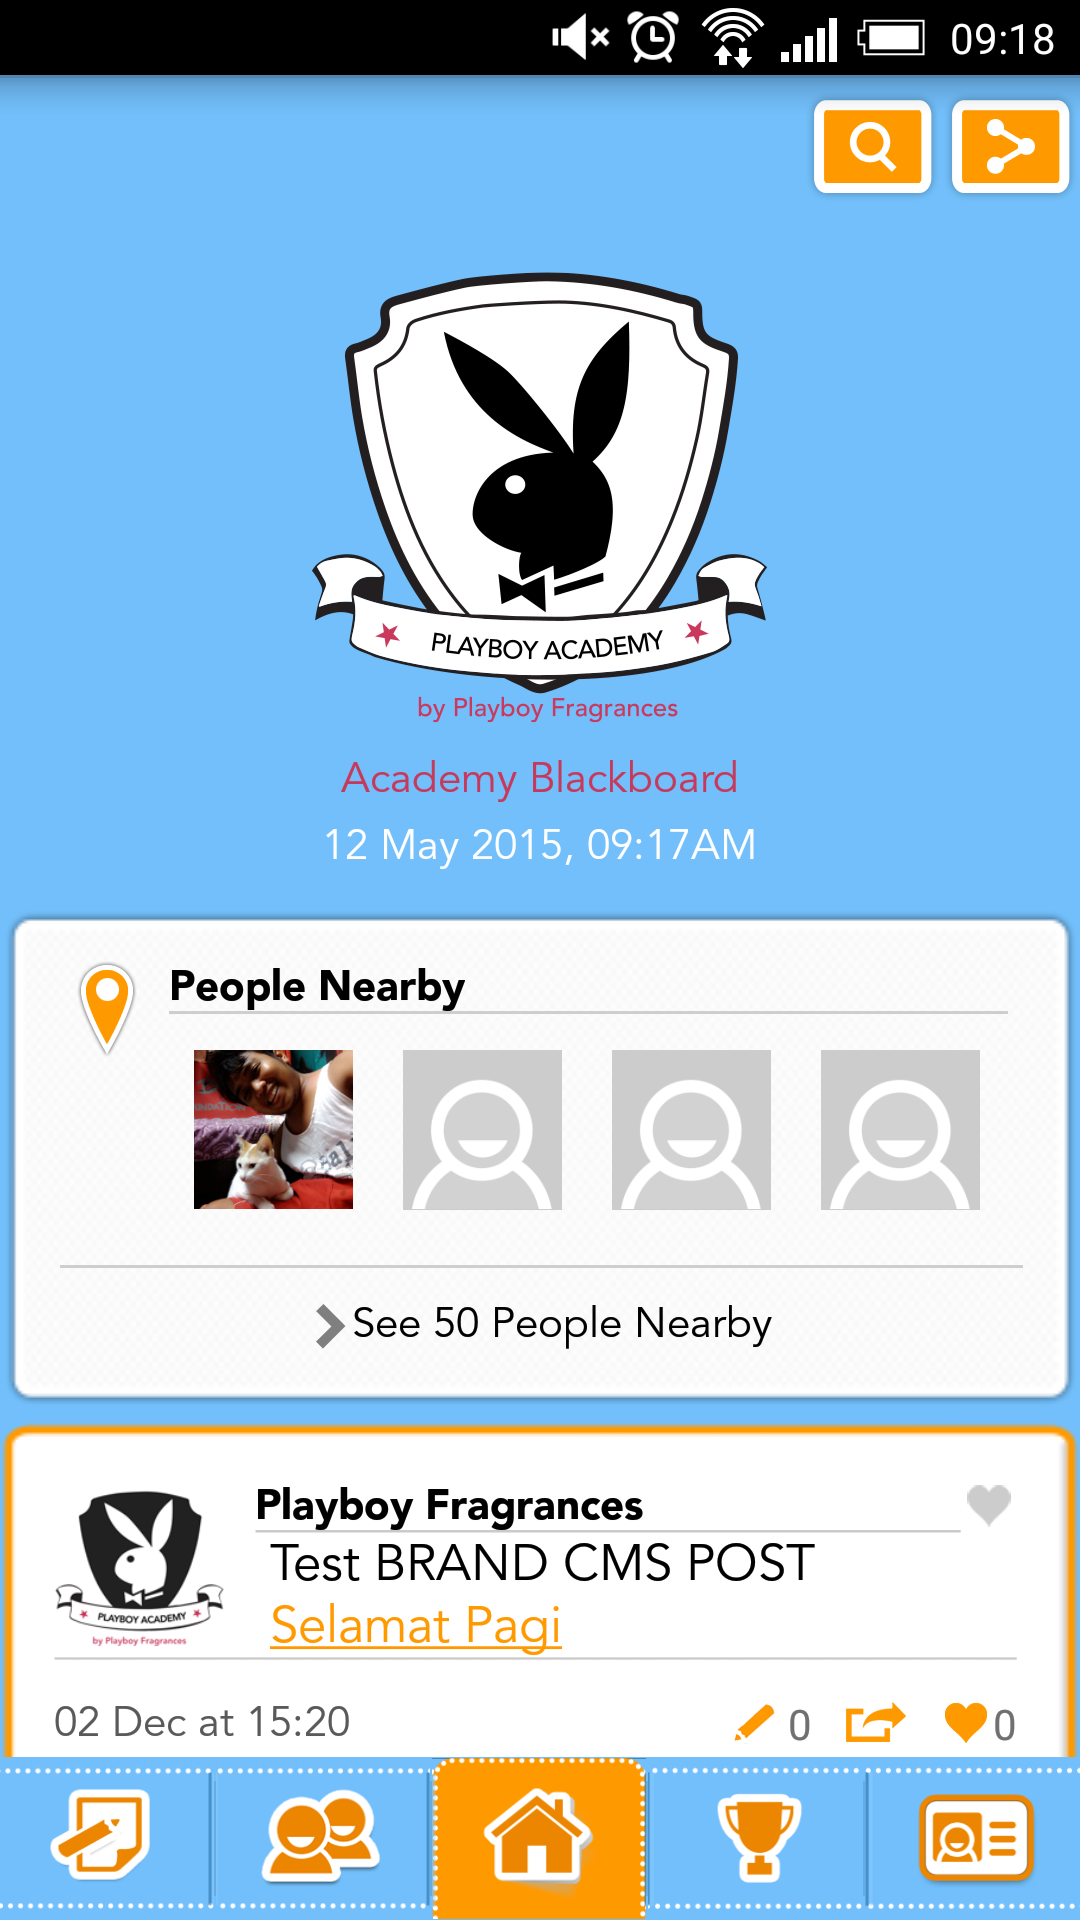 09:18
PLAYBOY ACADEMY
by Playboy Fragrances
Academy Blackboard
12 May 2015, 09:17AM
People Nearby
See 50 People Nearby
Playboy Fragrances
Test BRAND CMS POST
Selamat Pagi
PLAYBOY ACADEMY
by Playboy Fragrances
02 Dec at 15:20
0
0